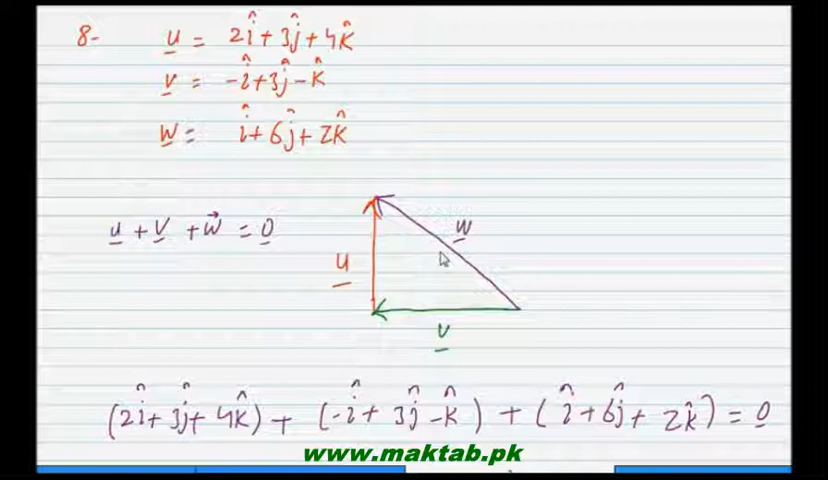 8- u = 2î + 3ĵ + 4k̂
v = -î + 3ĵ - k̂
w = î + 6ĵ + 2k̂
u + v + w⃗ = 0
w
u
v
(2î + 3ĵ + 4k̂) + (-î + 3ĵ - k̂) + (î + 6ĵ + 2k̂) = 0
www.maktab.pk